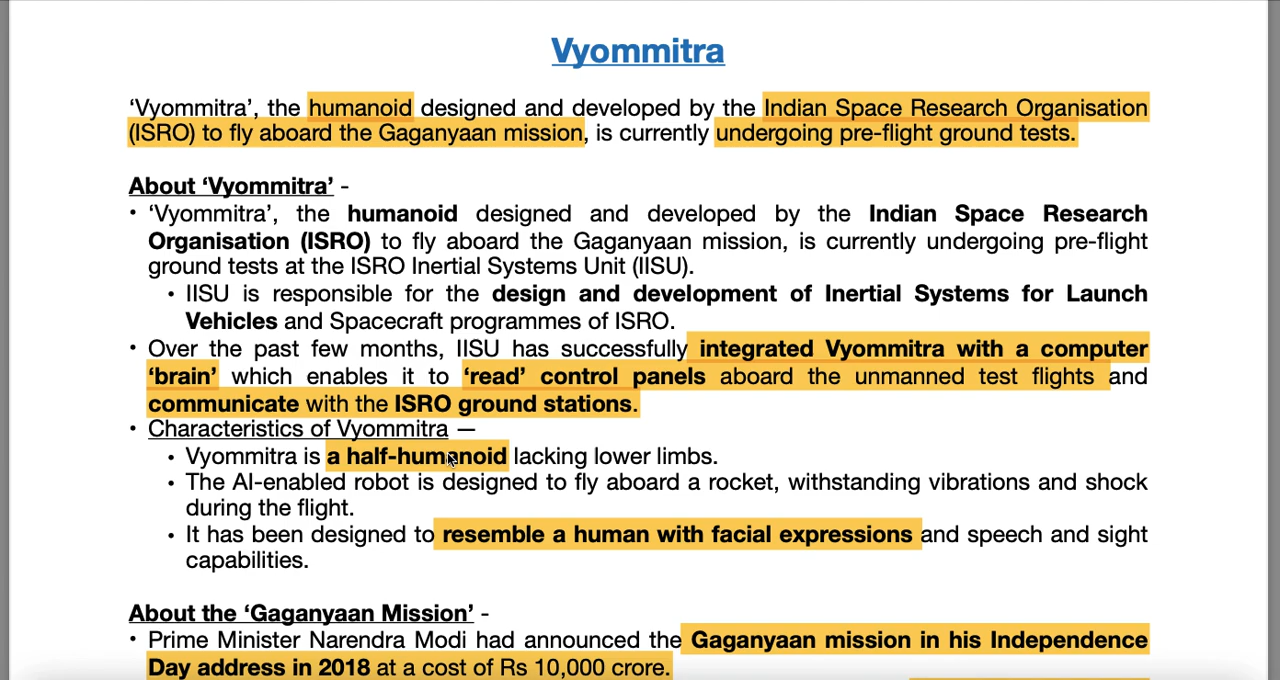 Vyommitra
‘Vyommitra’, the humanoid designed and developed by the Indian Space Research Organisation
(ISRO) to fly aboard the Gaganyaan mission, is currently undergoing pre-flight ground tests.
About ‘Vyommitra’ -
• ‘Vyommitra’, the humanoid designed and developed by the Indian Space Research
Organisation (ISRO) to fly aboard the Gaganyaan mission, is currently undergoing pre-flight
ground tests at the ISRO Inertial Systems Unit (IISU).
• IISU is responsible for the design and development of Inertial Systems for Launch
Vehicles and Spacecraft programmes of ISRO.
• Over the past few months, IISU has successfully integrated Vyommitra with a computer
‘brain’ which enables it to ‘read’ control panels aboard the unmanned test flights and
communicate with the ISRO ground stations.
• Characteristics of Vyommitra —
• Vyommitra is a half-humanoid lacking lower limbs.
• The AI-enabled robot is designed to fly aboard a rocket, withstanding vibrations and shock
during the flight.
• It has been designed to resemble a human with facial expressions and speech and sight
capabilities.
About the ‘Gaganyaan Mission’ -
• Prime Minister Narendra Modi had announced the Gaganyaan mission in his Independence
Day address in 2018 at a cost of Rs 10,000 crore.